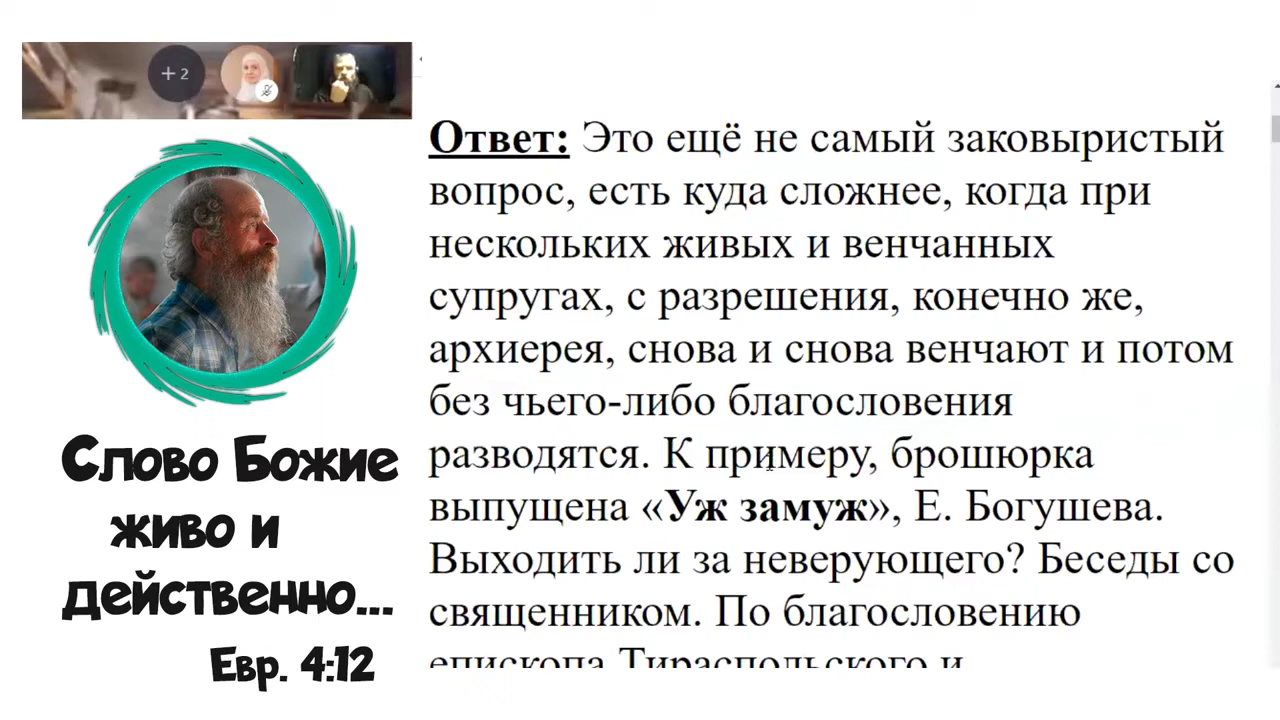 +2
Ответ: Это ещё не самый заковыристый
вопрос, есть куда сложнее, когда при
нескольких живых и венчанных
супругах, с разрешения, конечно же,
архиерея, снова и снова венчают и потом
без чьего-либо благословения
разводятся. К примеру, брошюрка
выпущена «Уж замуж», Е. Богушева.
Выходить ли за неверующего? Беседы со
священником. По благословению
епископа Тираспольского и
Слово Божие
живо и
действенно...
Евр. 4:12